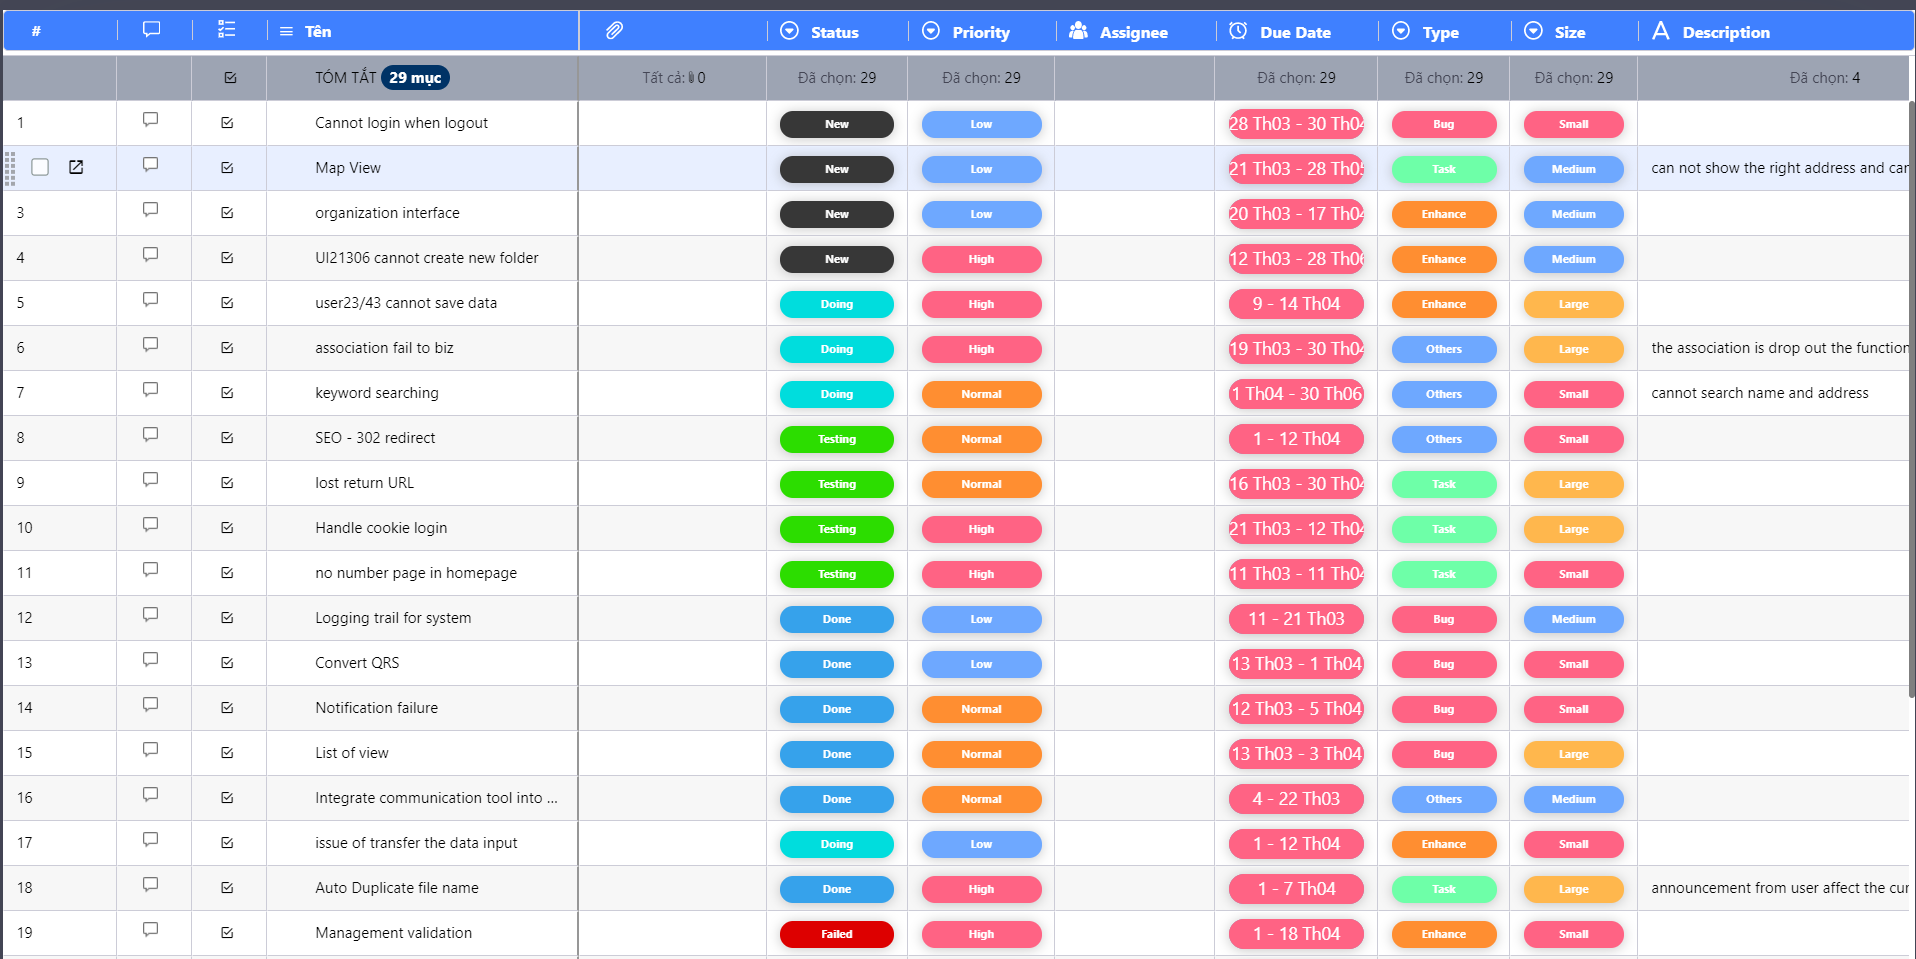 # Tên Status Priority Assignee Due Date Type Size Description
TÓM TẮT 29 mục Tất cả: 0 Đã chọn: 29 Đã chọn: 29 Đã chọn: 29 Đã chọn: 29 Đã chọn: 29 Đã chọn: 4
1 Cannot login when logout New Low 28 Th03 - 30 Th04 Bug Small
Map View New Low 21 Th03 - 28 Th05 Task Medium can not show the right address and
3 organization interface New Low 20 Th03 - 17 Th04 Enhance Medium
4 UI21306 cannot create new folder New High 12 Th03 - 28 Th06 Enhance Medium
5 user23/43 cannot save data Doing High 9 - 14 Th04 Enhance Large
6 association fail to biz Doing High 19 Th03 - 30 Th04 Others Large the association is drop out the function
7 keyword searching Doing Normal 1 Th04 - 30 Th06 Others Small cannot search name and address
8 SEO - 302 redirect Testing Normal 1 - 12 Th04 Others Small
9 lost return URL Testing Normal 16 Th03 - 30 Th04 Task Large
10 Handle cookie login Testing High 21 Th03 - 12 Th04 Task Large
11 no number page in homepage Testing High 11 Th03 - 11 Th04 Task Small
12 Logging trail for system Done Low 11 - 21 Th03 Bug Medium
13 Convert QRS Done Low 13 Th03 - 1 Th04 Bug Small
14 Notification failure Done Normal 12 Th03 - 5 Th04 Bug Small
15 List of view Done Normal 13 Th03 - 3 Th04 Bug Large
16 Integrate communication tool into ... Done Normal 4 - 22 Th03 Others Medium
17 issue of transfer the data input Doing Low 1 - 12 Th04 Enhance Small
18 Auto Duplicate file name Done High 1 - 7 Th04 Task Large announcement from user affect the
19 Management validation Failed High 1 - 18 Th04 Enhance Small